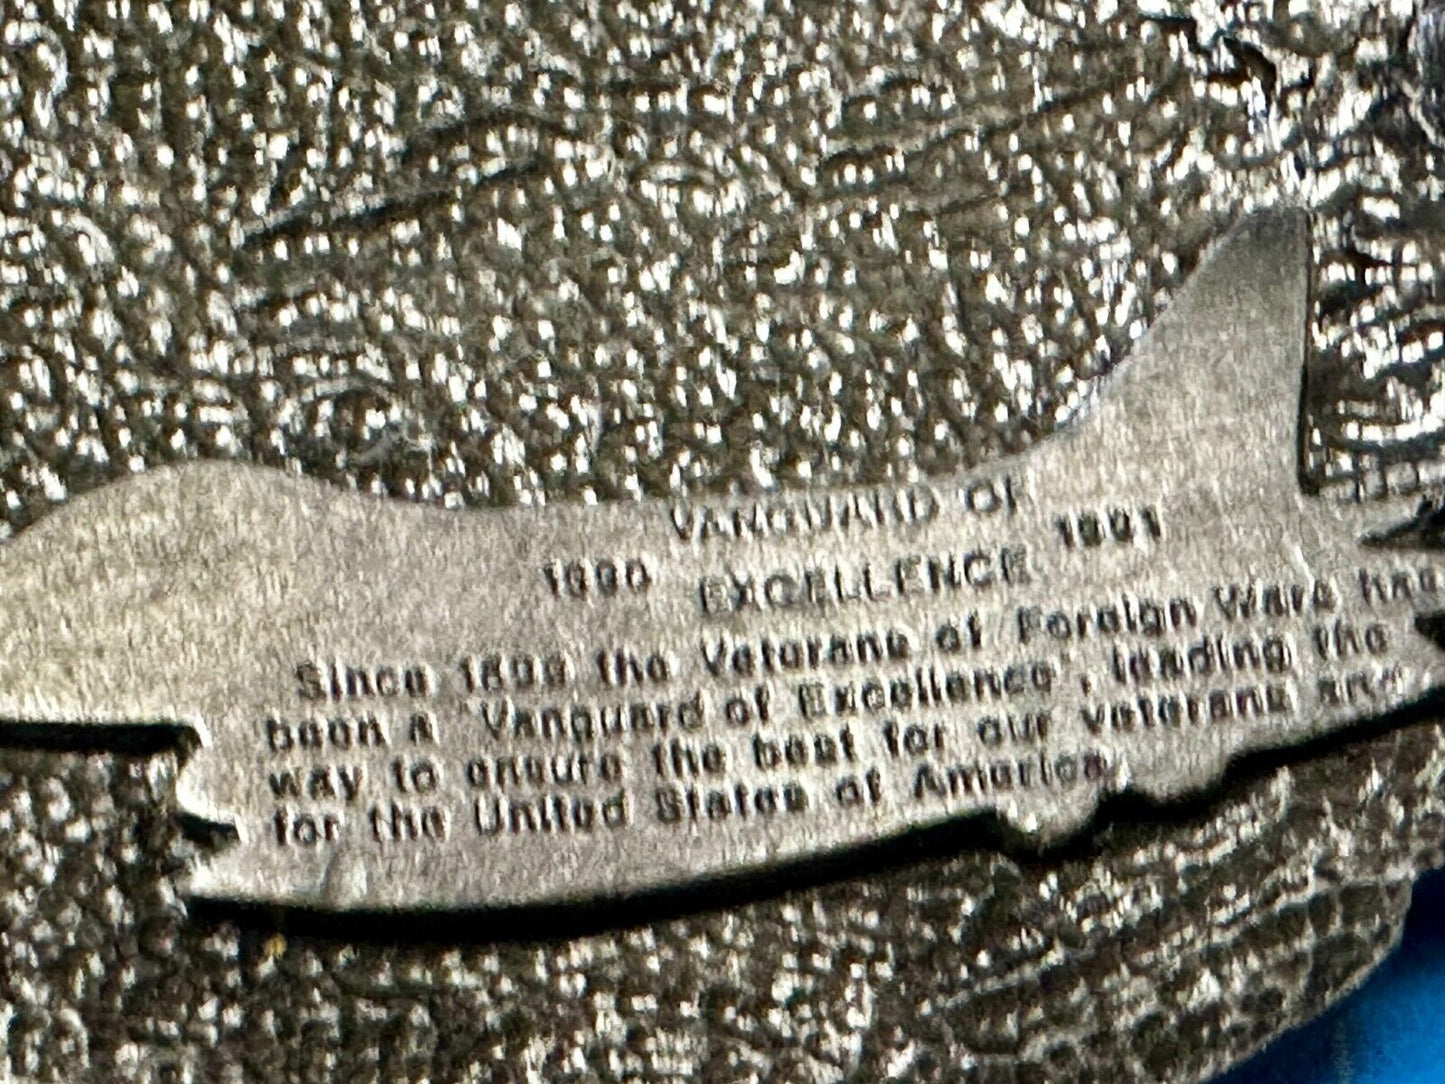 VANGUARD OF
1990 EXCELLENCE 1991
Since 1899 the Veterans of Foreign Wars has
been a Vanguard of Excellence, leading the
way to ensure the best for our veterans and
for the United States of America